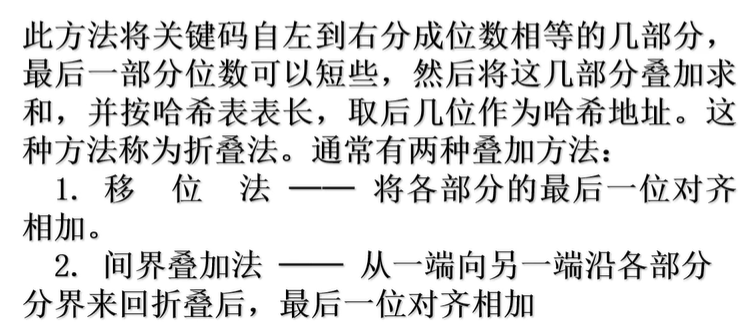 此方法将关键码自左到右分成位数相等的几部分，
最后一部分位数可以短些，然后将这几部分叠加求
和，并按哈希表表长，取后几位作为哈希地址。这
种方法称为折叠法。通常有两种叠加方法：
1. 移 位 法 —— 将各部分的最后一位对齐
相加。
2. 间界叠加法 —— 从一端向另一端沿各部分
分界来回折叠后，最后一位对齐相加